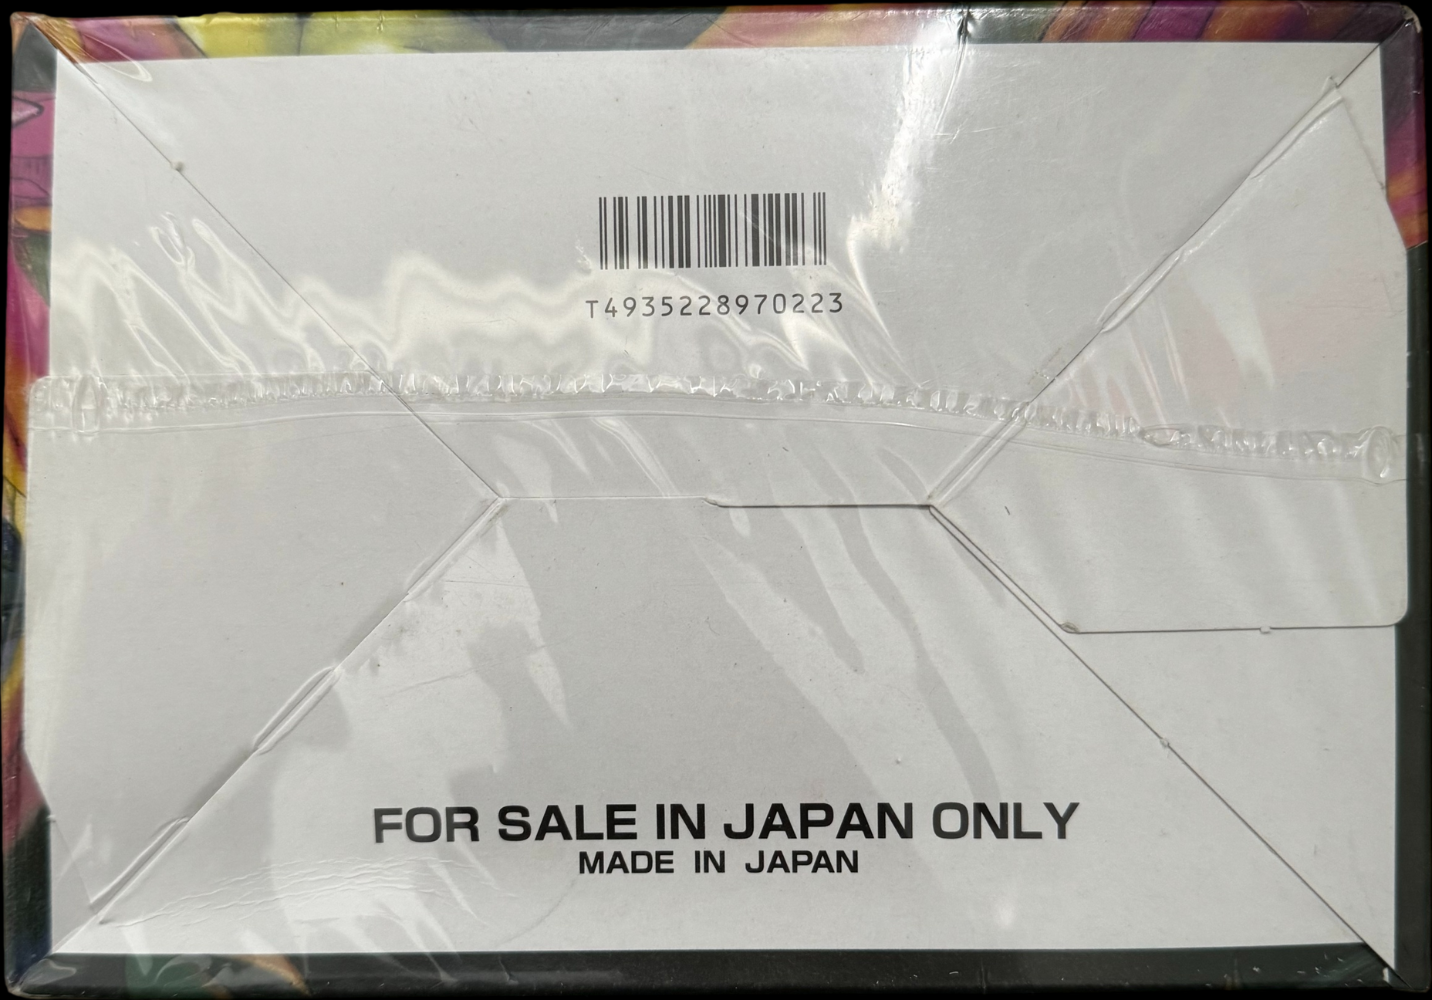 T4935228970223
FOR SALE IN JAPAN ONLY
MADE IN JAPAN